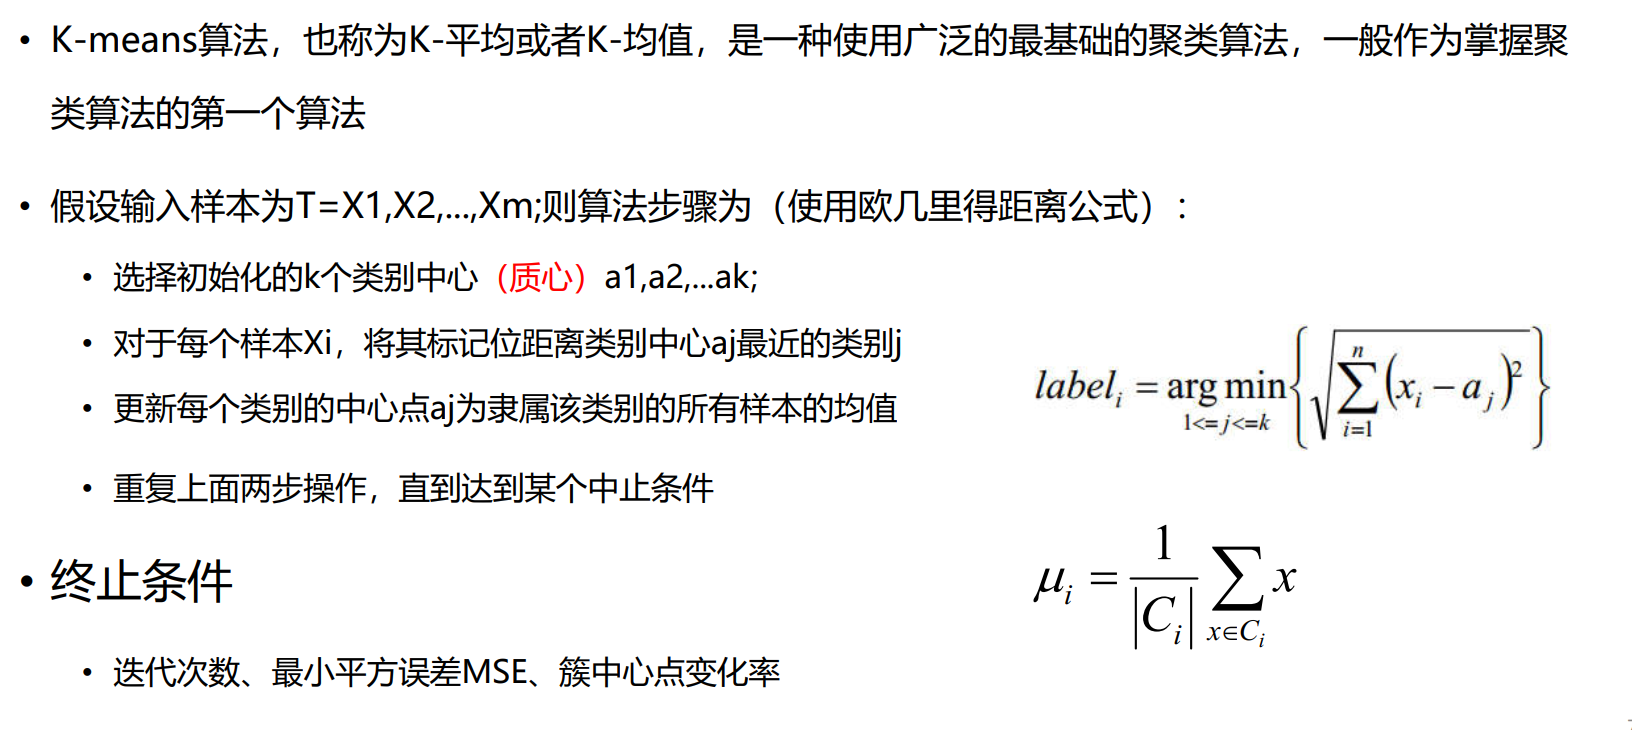 • K-means算法，也称为K-平均或者K-均值，是一种使用广泛的最基础的聚类算法，一般作为掌握聚
类算法的第一个算法
• 假设输入样本为T=X1,X2,...,Xm;则算法步骤为（使用欧几里得距离公式）：
• 选择初始化的k个类别中心（质心）a1,a2,...ak;
• 对于每个样本Xi，将其标记位距离类别中心aj最近的类别j
label_i = arg min_{1<=j<=k} { √( ∑_{i=1}^{n} (x_i − a_j)^2 ) }
• 更新每个类别的中心点aj为隶属该类别的所有样本的均值
• 重复上面两步操作，直到达到某个中止条件
μ_i = 1/|C_i| ∑_{x∈C_i} x
• 终止条件
• 迭代次数、最小平方误差MSE、簇中心点变化率